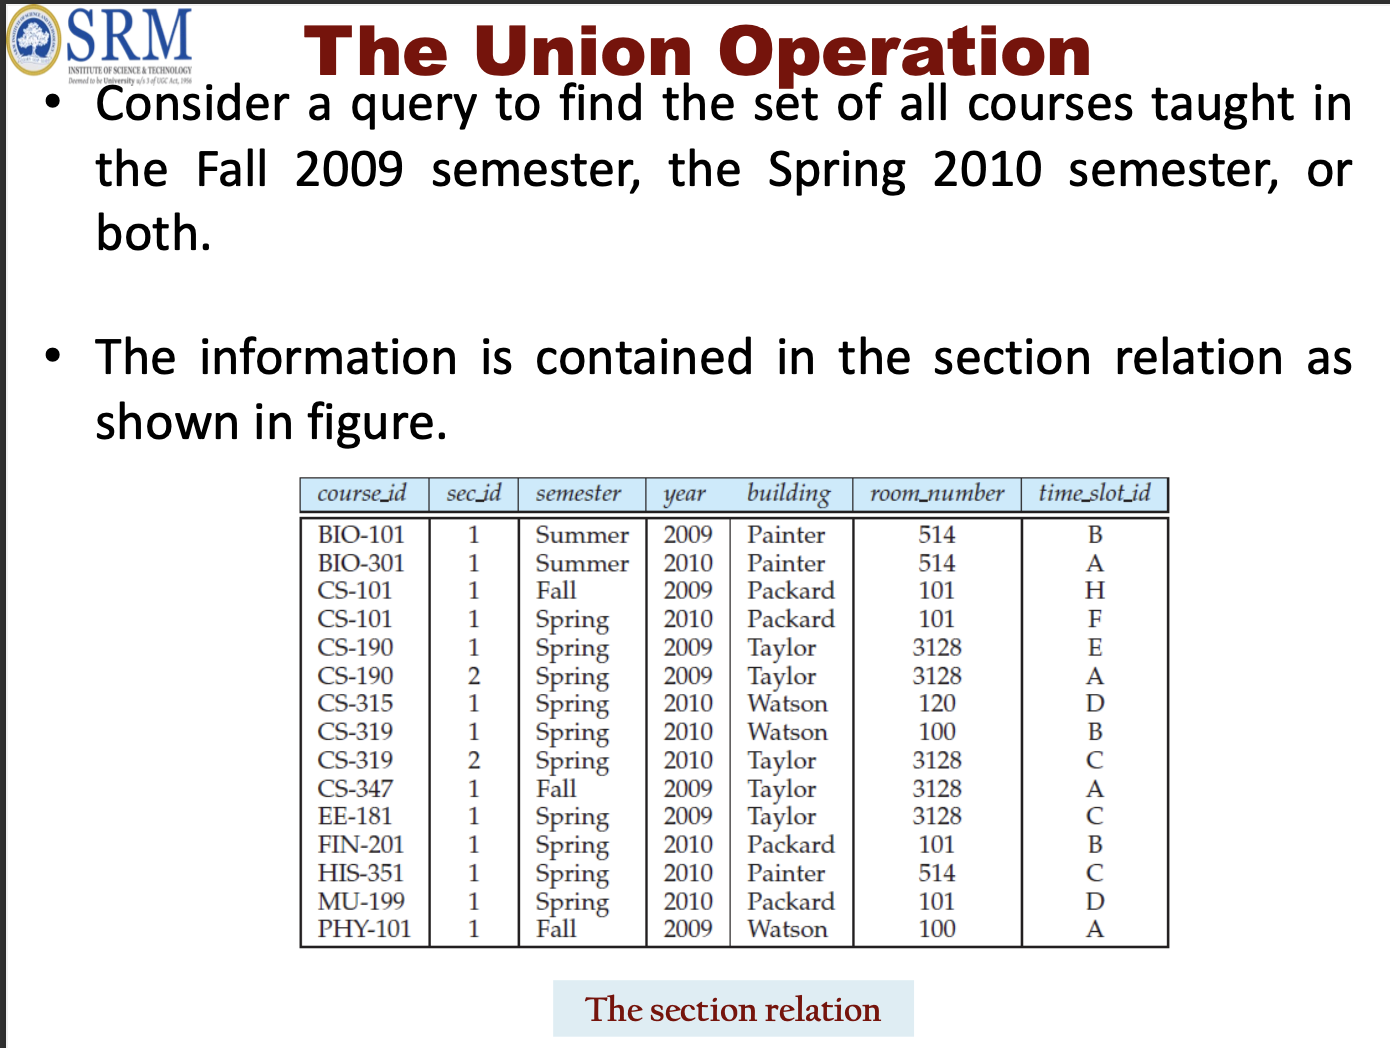 SRM
INSTITUTE OF SCIENCE & TECHNOLOGY
Deemed to be University u/s 3 of UGC Act, 1956
The Union Operation
• Consider a query to find the set of all courses taught in
the Fall 2009 semester, the Spring 2010 semester, or
both.
• The information is contained in the section relation as
shown in figure.
course_id sec_id semester year building room_number time_slot_id
BIO-101 1 Summer 2009 Painter 514 B
BIO-301 1 Summer 2010 Painter 514 A
CS-101 1 Fall 2009 Packard 101 H
CS-101 1 Spring 2010 Packard 101 F
CS-190 1 Spring 2009 Taylor 3128 E
CS-190 2 Spring 2009 Taylor 3128 A
CS-315 1 Spring 2010 Watson 120 D
CS-319 1 Spring 2010 Watson 100 B
CS-319 2 Spring 2010 Taylor 3128 C
CS-347 1 Fall 2009 Taylor 3128 A
EE-181 1 Spring 2009 Taylor 3128 C
FIN-201 1 Spring 2010 Packard 101 B
HIS-351 1 Spring 2010 Painter 514 C
MU-199 1 Spring 2010 Packard 101 D
PHY-101 1 Fall 2009 Watson 100 A
The section relation